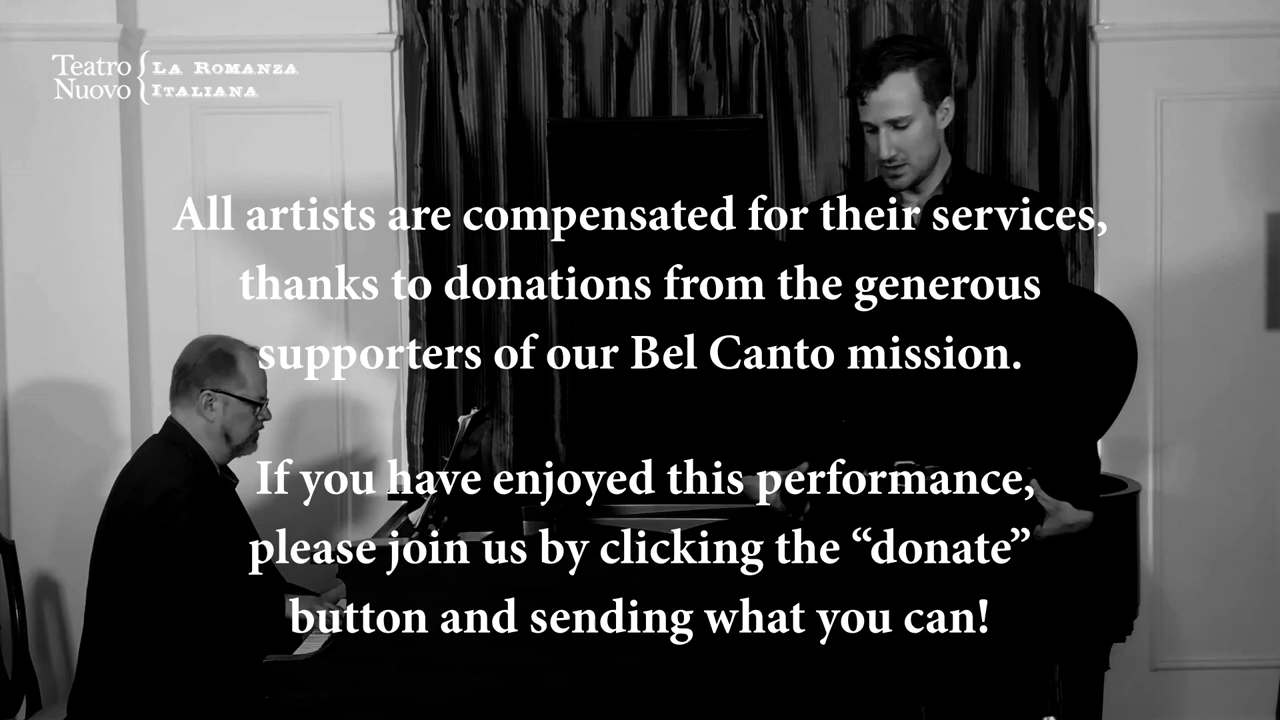 Teatro
Nuovo
La Romanza
Italiana
All artists are compensated for their services,
thanks to donations from the generous
supporters of our Bel Canto mission.
If you have enjoyed this performance,
please join us by clicking the “donate”
button and sending what you can!